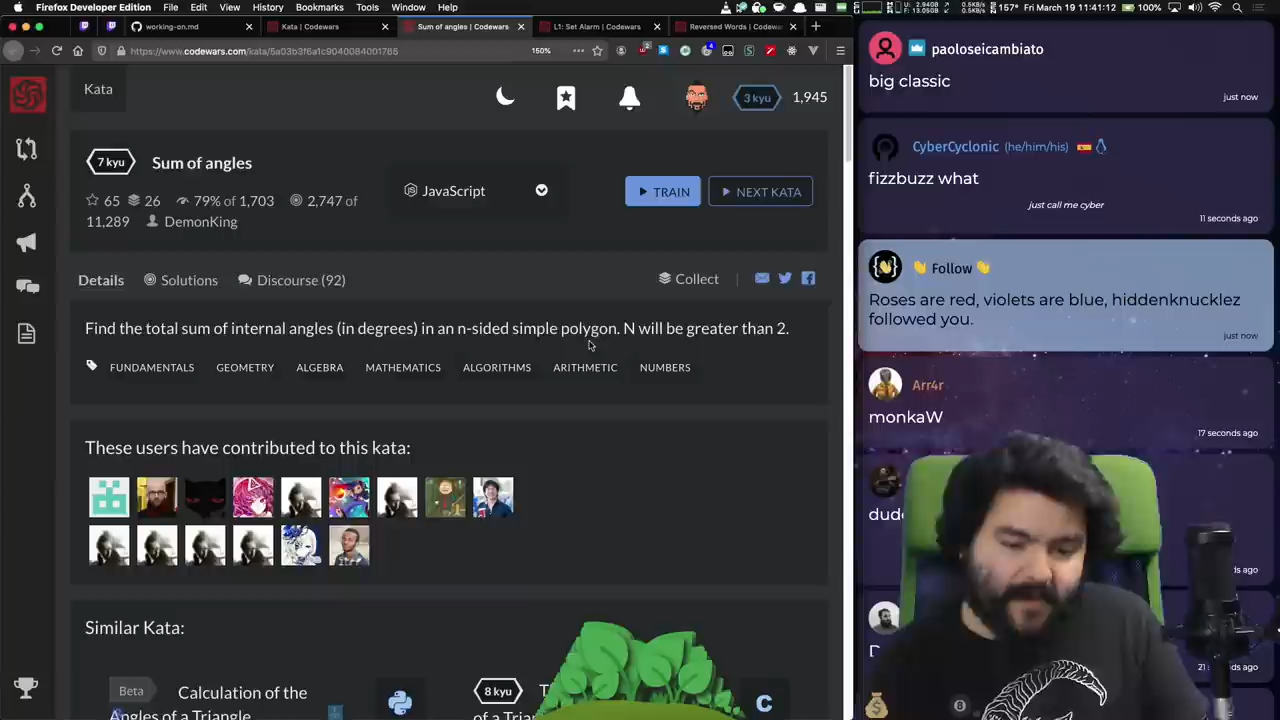 Firefox Developer Edition File Edit View History Bookmarks Tools Window Help
157° Fri March 19 11:41:12
100%
working-on.md
Kata | Codewars
Sum of angles | Codewars
L1: Set Alarm | Codewars
Reversed Words | Codewars
150%
Kata
3 kyu 1,945
7 kyu Sum of angles
JavaScript
TRAIN
NEXT KATA
65 26 79% of 1,703 2,747 of
11,289 DemonKing
Details Solutions Discourse (92)
Collect
Find the total sum of internal angles (in degrees) in an n-sided simple polygon. N will be greater than 2.
FUNDAMENTALS GEOMETRY ALGEBRA MATHEMATICS ALGORITHMS ARITHMETIC NUMBERS
These users have contributed to this kata:
Similar Kata:
Beta Calculation of the
Angles of a Triangle
8 kyu
of a Tria
C
paoloseicambiato
big classic
just now
CyberCyclonic (he/him/his)
fizzbuzz what
just call me cyber
11 seconds ago
👏 Follow 👏
Roses are red, violets are blue, hiddenknucklez
followed you.
just now
Arr4r
monkaW
17 seconds ago
21 seconds ago